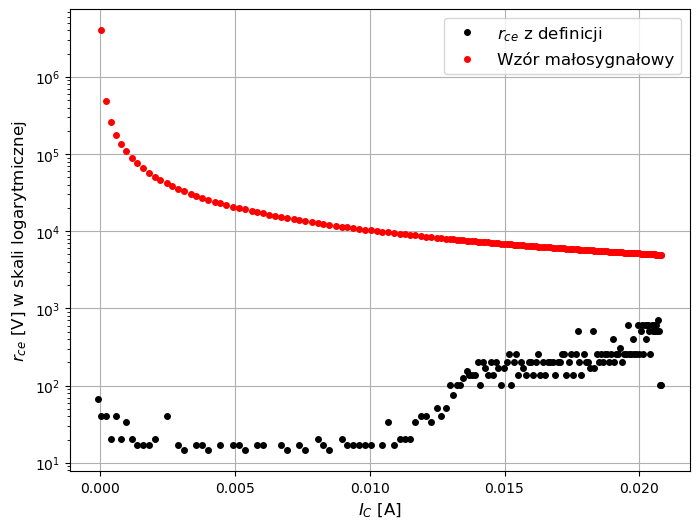 r_ce z definicji
Wzór małosygnałowy
r_ce [V] w skali logarytmicznej
10^6
10^5
10^4
10^3
10^2
10^1
0.000 0.005 0.010 0.015 0.020
I_C [A]